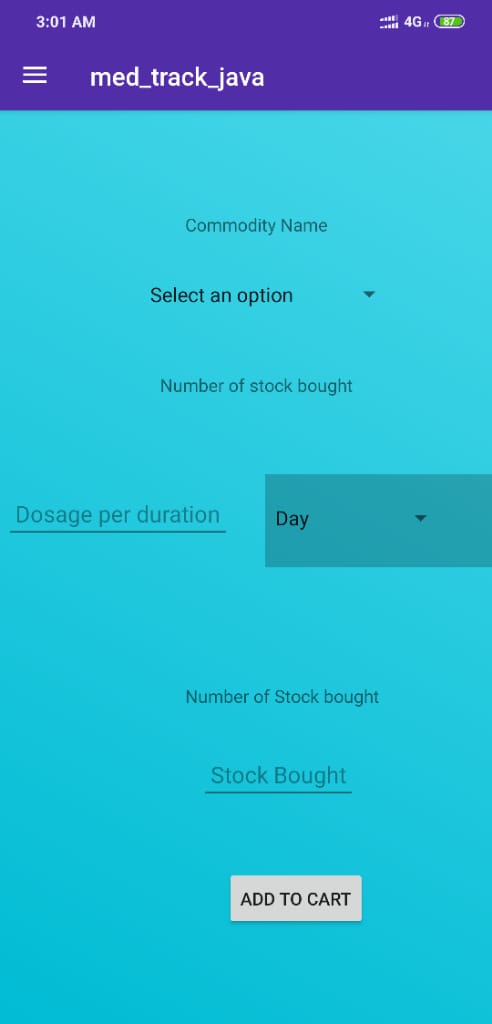 3:01 AM 4G 87
med_track_java
Commodity Name
Select an option
Number of stock bought
Dosage per duration Day
Number of Stock bought
Stock Bought
ADD TO CART